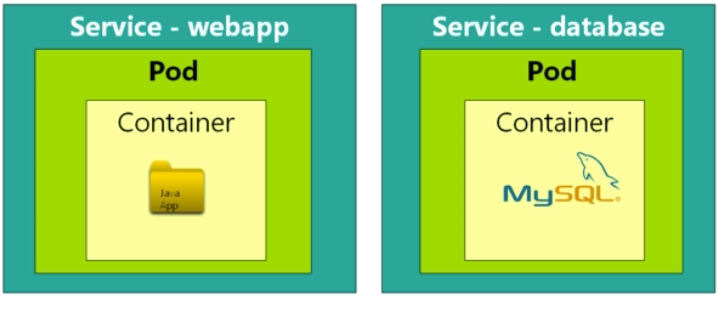 Service - webapp
Pod
Container
Java
App
Service - database
Pod
Container
MySQL®